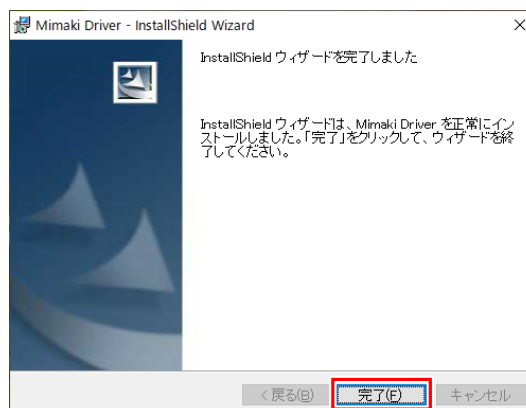 Mimaki Driver - InstallShield Wizard
InstallShield ウィザードを完了しました
InstallShield ウィザードは、Mimaki Driver を正常にイン
ストールしました。「完了」をクリックして、ウィザードを終
了してください。
< 戻る(B)
完了(F)
キャンセル